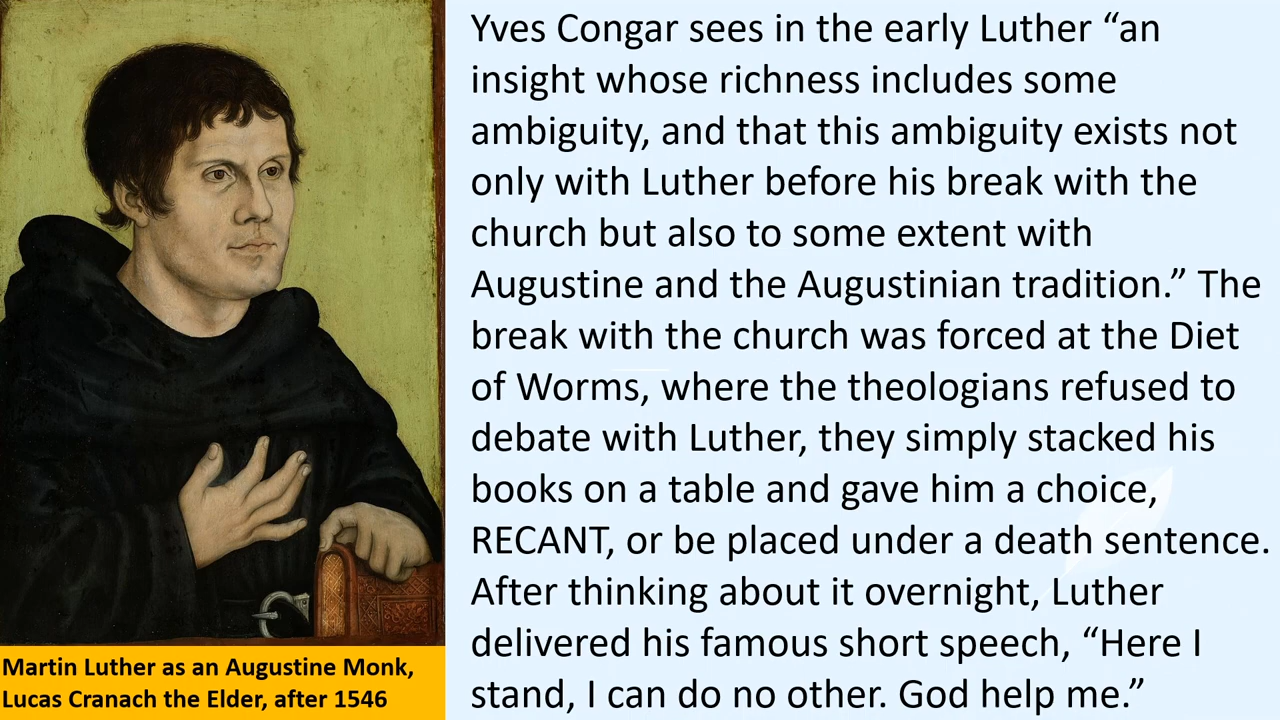 Yves Congar sees in the early Luther “an
insight whose richness includes some
ambiguity, and that this ambiguity exists not
only with Luther before his break with the
church but also to some extent with
Augustine and the Augustinian tradition.” The
break with the church was forced at the Diet
of Worms, where the theologians refused to
debate with Luther, they simply stacked his
books on a table and gave him a choice,
RECANT, or be placed under a death sentence.
After thinking about it overnight, Luther
delivered his famous short speech, “Here I
stand, I can do no other. God help me.”
Martin Luther as an Augustine Monk,
Lucas Cranach the Elder, after 1546